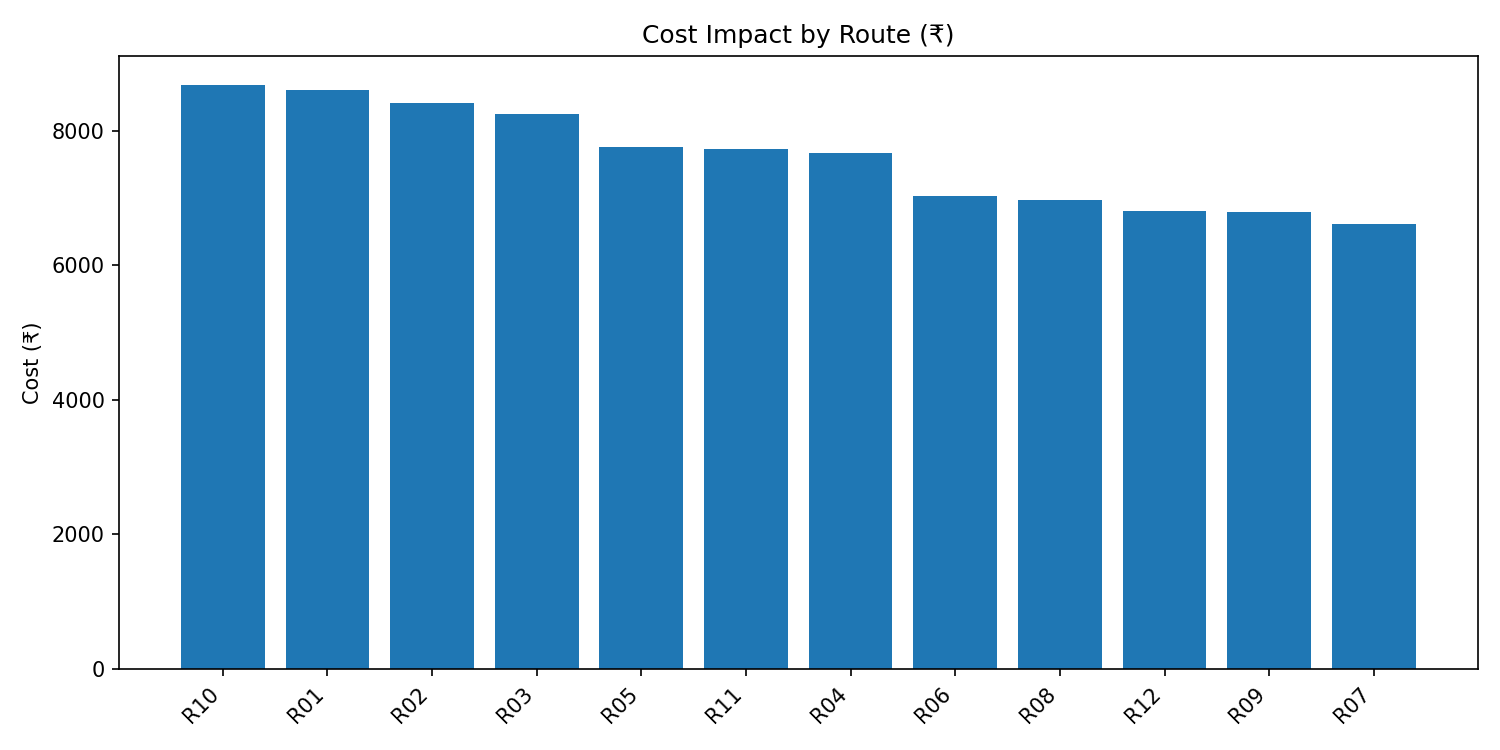 Cost Impact by Route (₹)
Cost (₹)
8000
6000
4000
2000
0
R10
R01
R02
R03
R05
R11
R04
R06
R08
R12
R09
R07